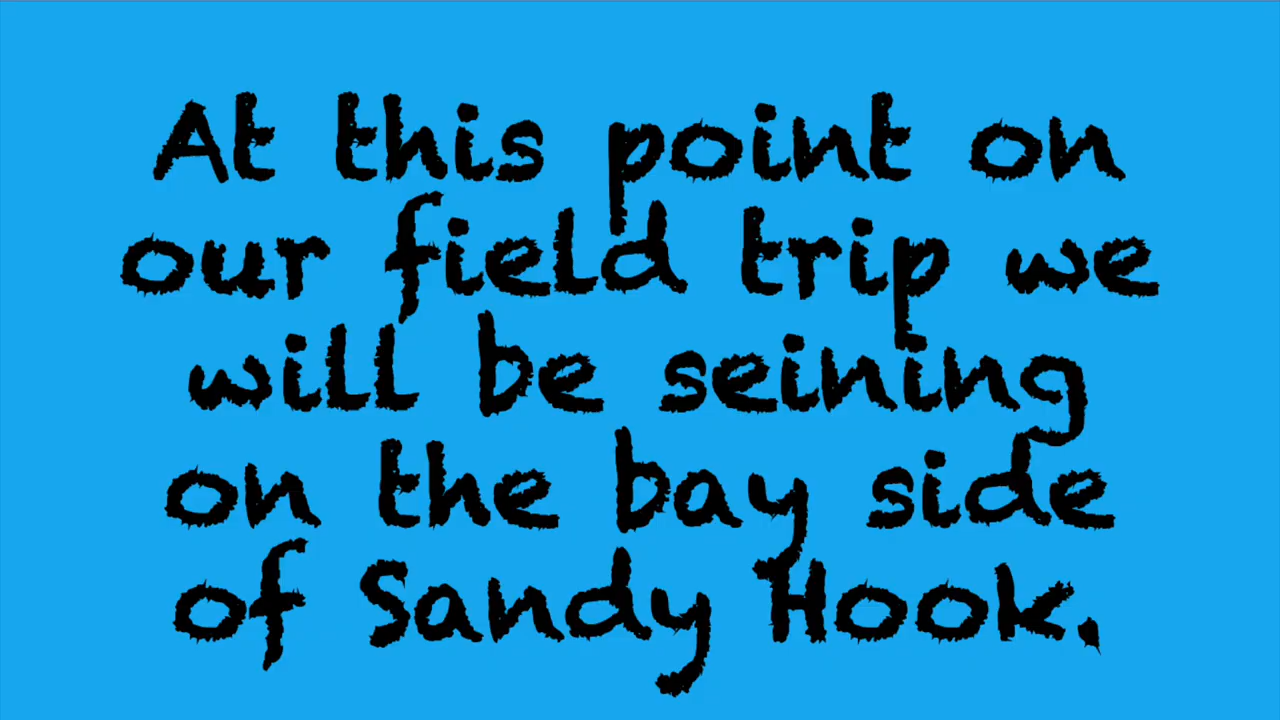 At this point on
our field trip we
will be seining
on the bay side
of Sandy Hook.